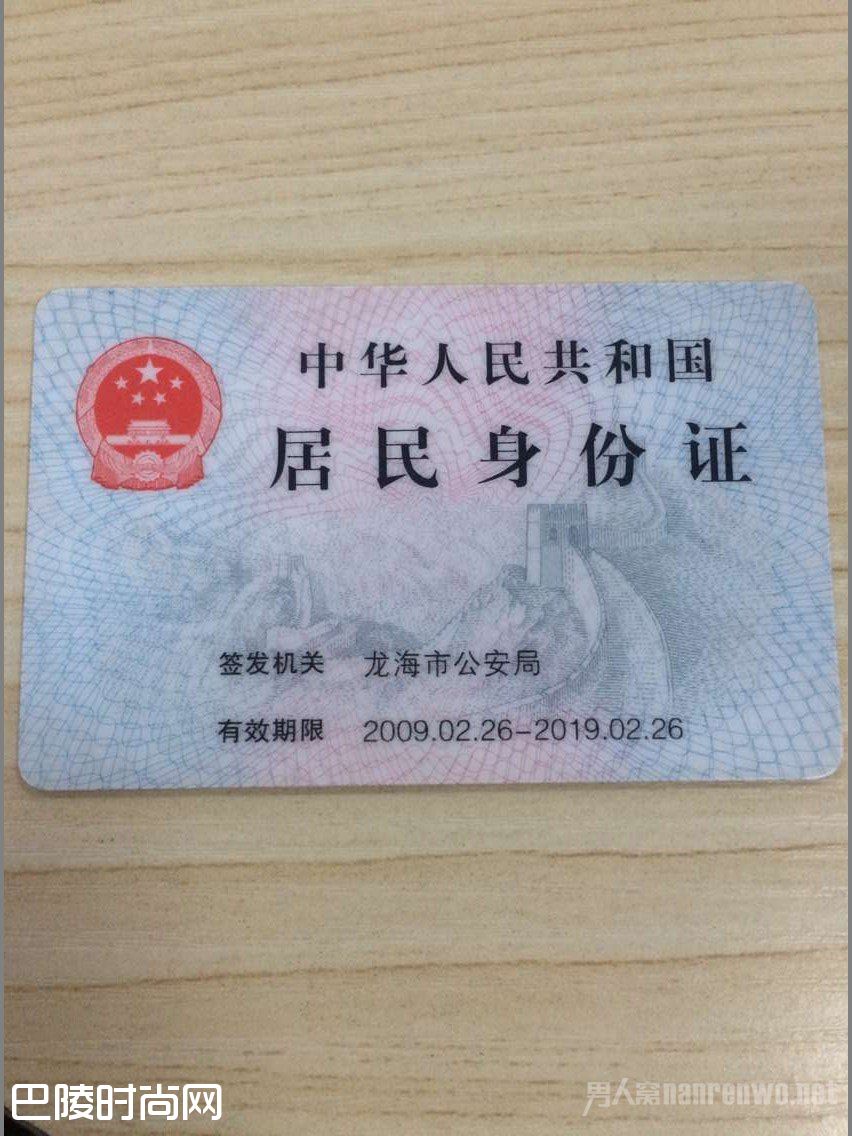 中华人民共和国
居民身份证
签发机关 龙海市公安局
有效期限 2009.02.26-2019.02.26
巴陵时尚网
男人窝nanrenwo.net